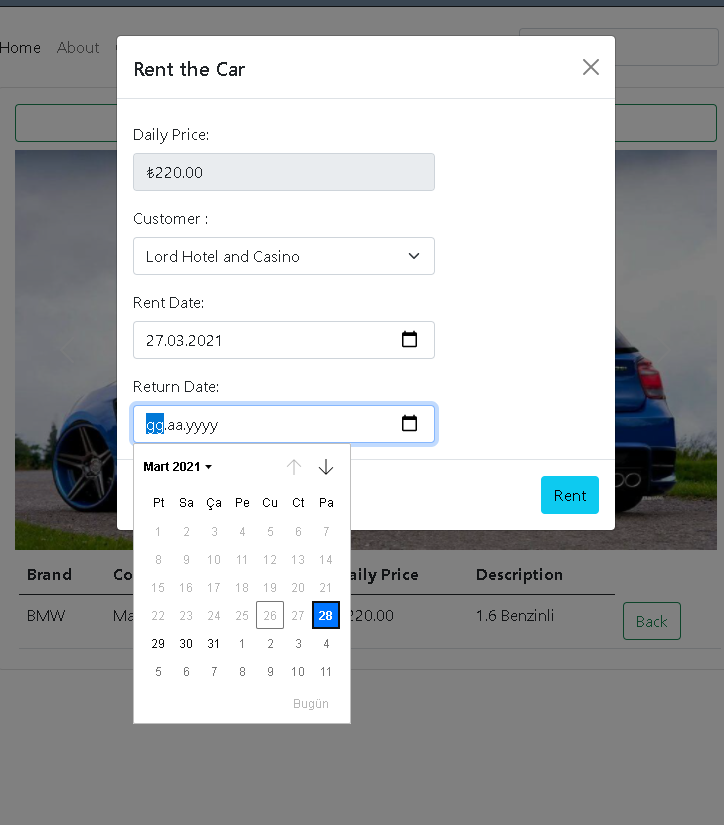 Home About
Rent the Car
Daily Price:
₺220.00
Customer :
Lord Hotel and Casino
Rent Date:
27.03.2021
Return Date:
gg.aa.yyyy
Mart 2021
Pt Sa Ça Pe Cu Ct Pa
1 2 3 4 5 6 7
8 9 10 11 12 13 14
15 16 17 18 19 20 21
22 23 24 25 26 27 28
29 30 31 1 2 3 4
5 6 7 8 9 10 11
Bugün
Rent
Brand Co aily Price Description
BMW Ma 220.00 1.6 Benzinli Back